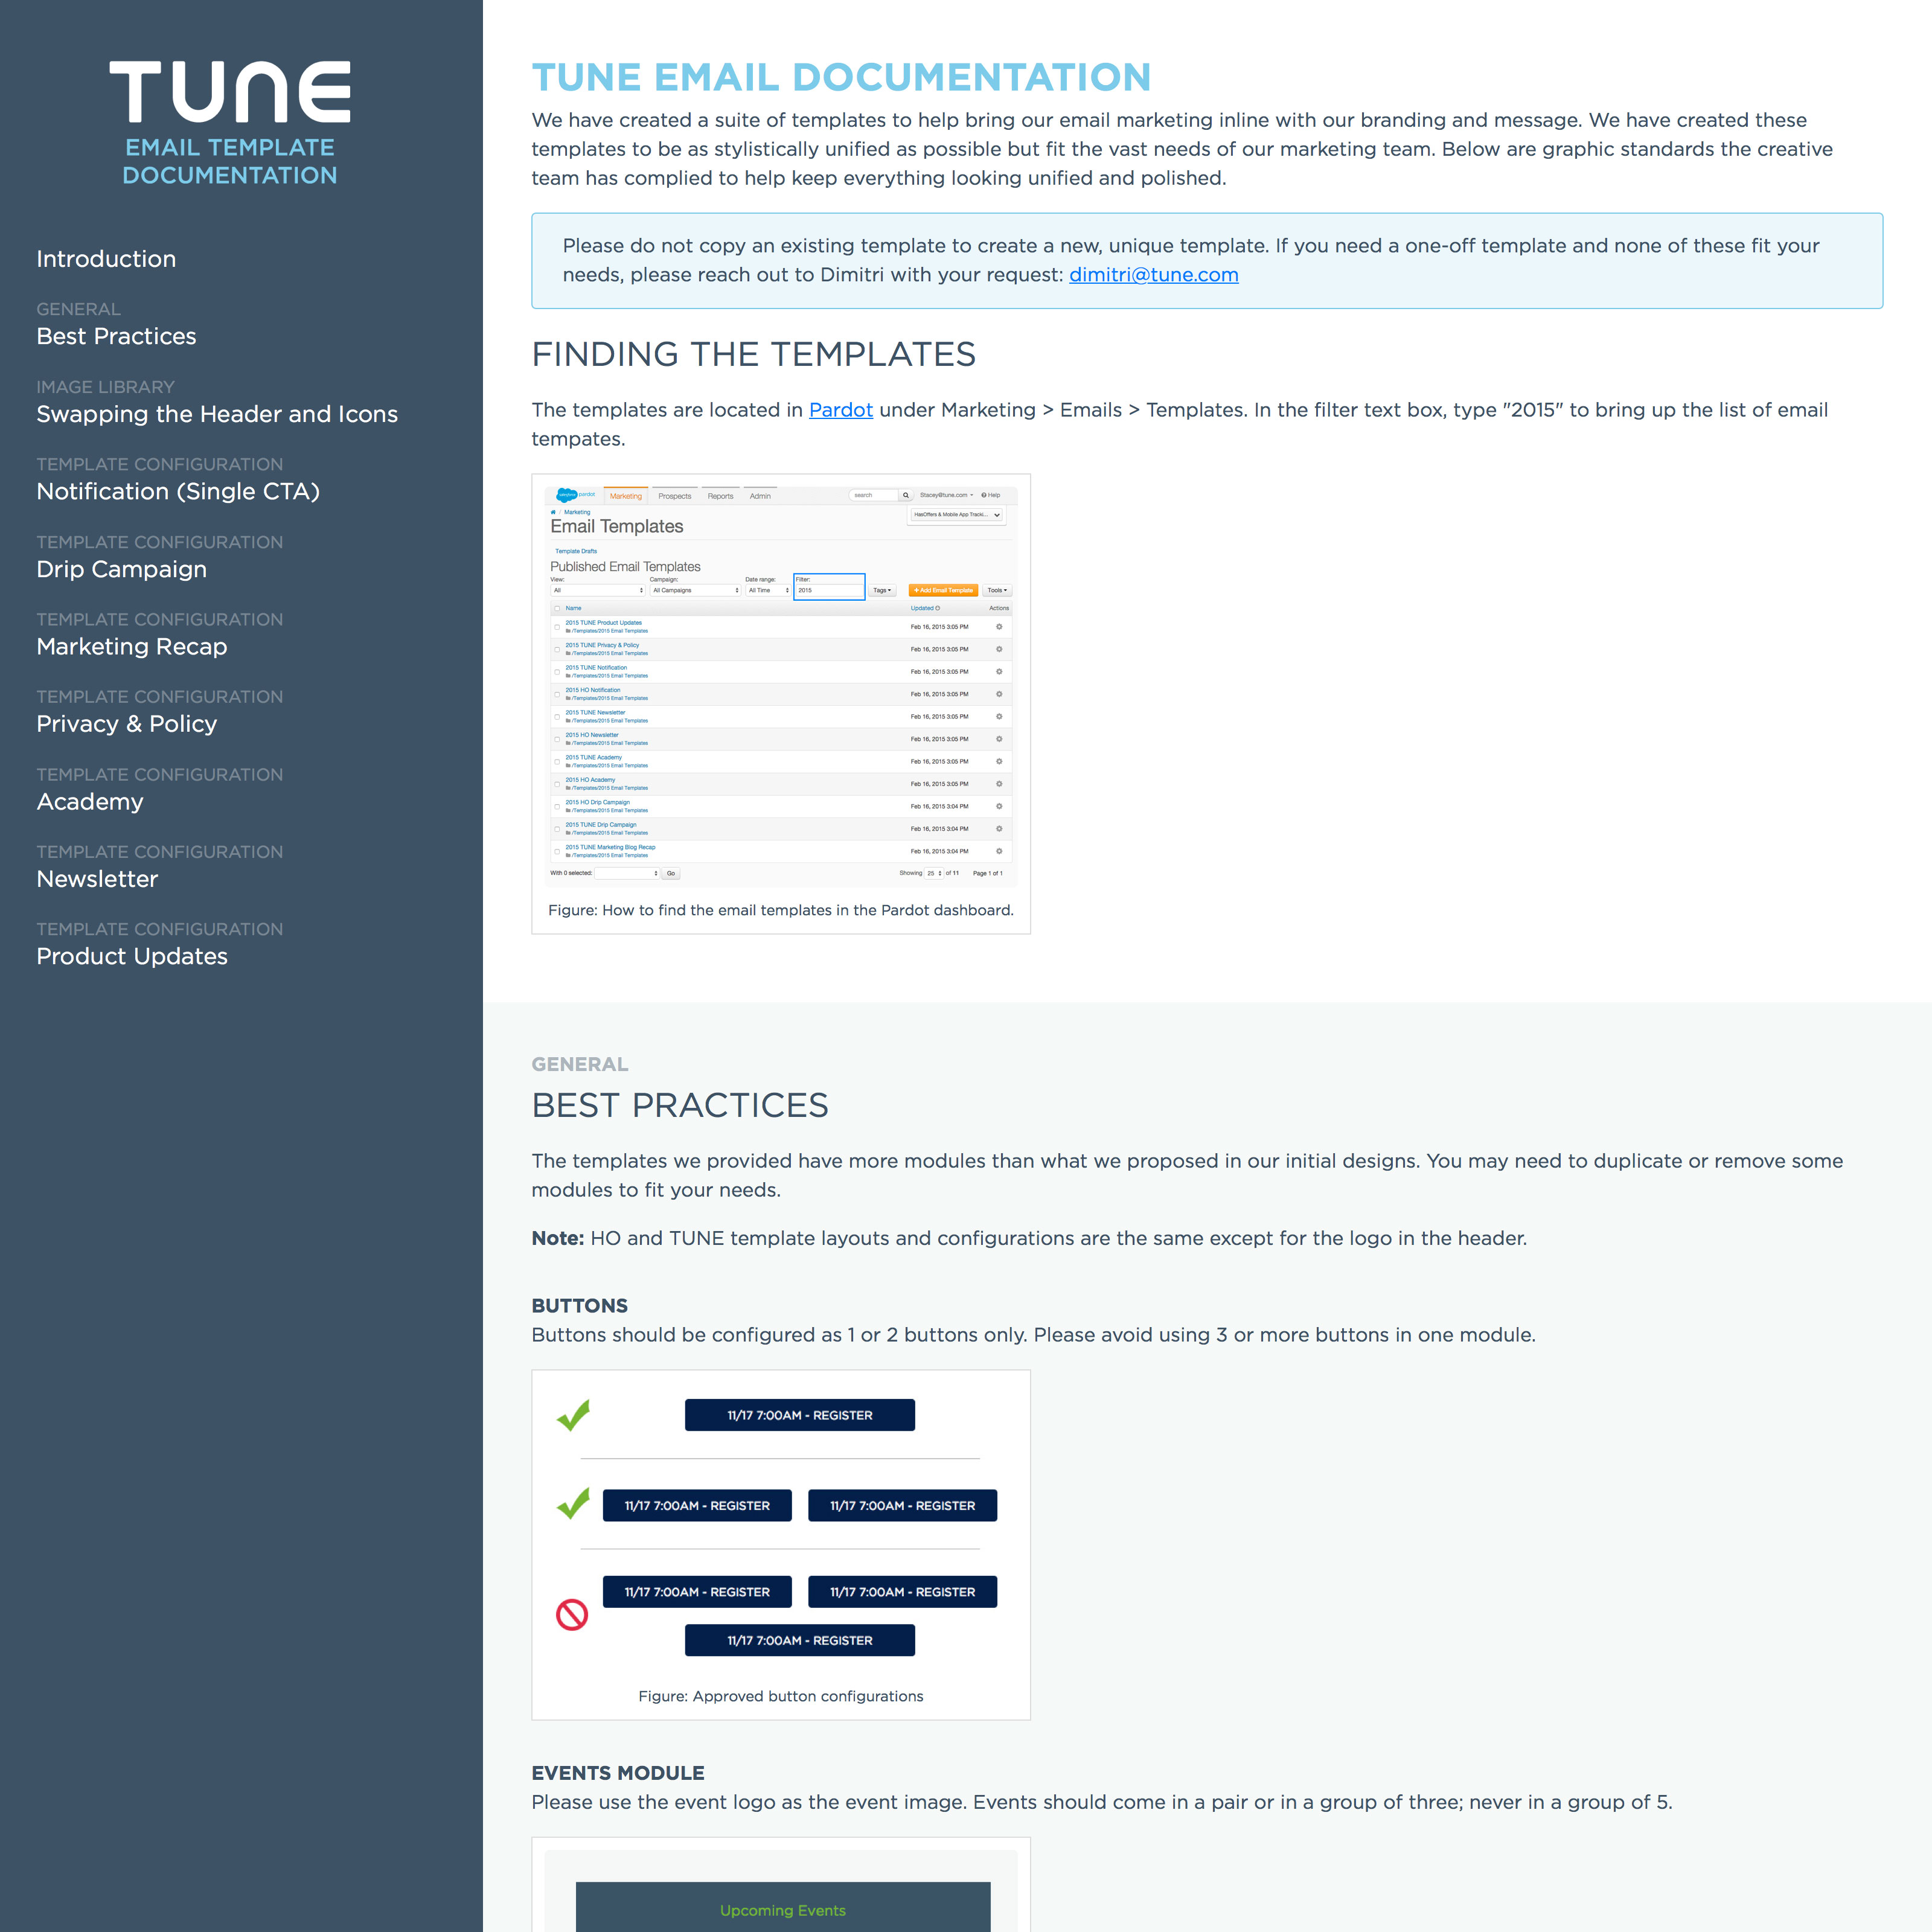 TUNE
EMAIL TEMPLATE
DOCUMENTATION
Introduction
GENERAL
Best Practices
IMAGE LIBRARY
Swapping the Header and Icons
TEMPLATE CONFIGURATION
Notification (Single CTA)
TEMPLATE CONFIGURATION
Drip Campaign
TEMPLATE CONFIGURATION
Marketing Recap
TEMPLATE CONFIGURATION
Privacy & Policy
TEMPLATE CONFIGURATION
Academy
TEMPLATE CONFIGURATION
Newsletter
TEMPLATE CONFIGURATION
Product Updates
TUNE EMAIL DOCUMENTATION
We have created a suite of templates to help bring our email marketing inline with our branding and message. We have created these
templates to be as stylistically unified as possible but fit the vast needs of our marketing team. Below are graphic standards the creative
team has complied to help keep everything looking unified and polished.
Please do not copy an existing template to create a new, unique template. If you need a one-off template and none of these fit your
needs, please reach out to Dimitri with your request: dimitri@tune.com
FINDING THE TEMPLATES
The templates are located in Pardot under Marketing > Emails > Templates. In the filter text box, type "2015" to bring up the list of email
tempates.
salesforce pardot Marketing Prospects Reports Admin search Stacey@tune.com Help
/ Marketing HasOffers & Mobile App Tracki...
Email Templates
Template Drafts
Published Email Templates
View: Campaign: Date range: Filter:
All All Campaigns All Time 2015 Tags + Add Email Template Tools
Name Updated Actions
2015 TUNE Product Updates
/Templates/2015 Email Templates Feb 16, 2015 3:05 PM
2015 TUNE Privacy & Policy
/Templates/2015 Email Templates Feb 16, 2015 3:05 PM
2015 TUNE Notification
/Templates/2015 Email Templates Feb 16, 2015 3:05 PM
2015 HO Notification
/Templates/2015 Email Templates Feb 16, 2015 3:05 PM
2015 TUNE Newsletter
/Templates/2015 Email Templates Feb 16, 2015 3:05 PM
2015 HO Newsletter
/Templates/2015 Email Templates Feb 16, 2015 3:05 PM
2015 TUNE Academy
/Templates/2015 Email Templates Feb 16, 2015 3:05 PM
2015 HO Academy
/Templates/2015 Email Templates Feb 16, 2015 3:05 PM
2015 HO Drip Campaign
/Templates/2015 Email Templates Feb 16, 2015 3:04 PM
2015 TUNE Drip Campaign
/Templates/2015 Email Templates Feb 16, 2015 3:04 PM
2015 TUNE Marketing Blog Recap
/Templates/2015 Email Templates Feb 16, 2015 3:04 PM
With 0 selected: Go Showing 25 of 11 Page 1 of 1
Figure: How to find the email templates in the Pardot dashboard.
GENERAL
BEST PRACTICES
The templates we provided have more modules than what we proposed in our initial designs. You may need to duplicate or remove some
modules to fit your needs.
Note: HO and TUNE template layouts and configurations are the same except for the logo in the header.
BUTTONS
Buttons should be configured as 1 or 2 buttons only. Please avoid using 3 or more buttons in one module.
11/17 7:00AM - REGISTER
11/17 7:00AM - REGISTER 11/17 7:00AM - REGISTER
11/17 7:00AM - REGISTER 11/17 7:00AM - REGISTER
11/17 7:00AM - REGISTER
Figure: Approved button configurations
EVENTS MODULE
Please use the event logo as the event image. Events should come in a pair or in a group of three; never in a group of 5.
Upcoming Events